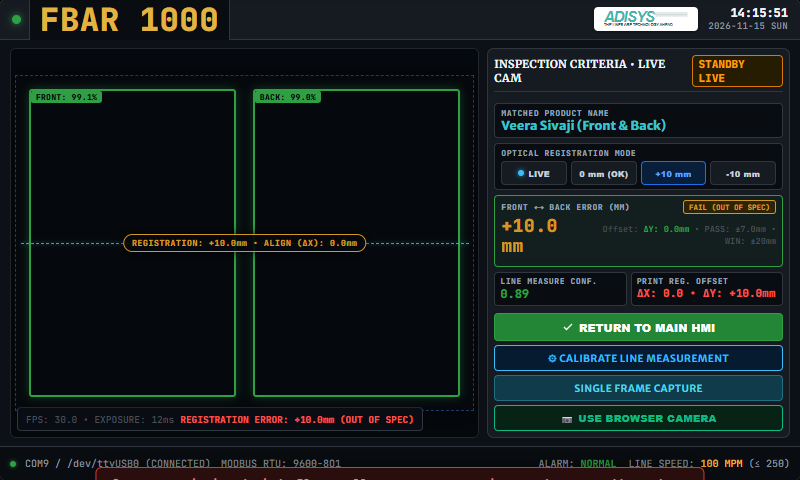 FBAR 1000
ADISYS
14:15:51
2026-11-15 SUN
FRONT: 99.1%
BACK: 99.0%
REGISTRATION: +10.0mm • ALIGN (ΔX): 0.0mm
FPS: 30.0 • EXPOSURE: 12ms REGISTRATION ERROR: +10.0mm (OUT OF SPEC)
INSPECTION CRITERIA • LIVE CAM
STANDBY LIVE
MATCHED PRODUCT NAME
Veera Sivaji (Front & Back)
OPTICAL REGISTRATION MODE
LIVE
0 mm (OK)
+10 mm
-10 mm
FRONT ↔ BACK ERROR (MM)
FAIL (OUT OF SPEC)
+10.0 mm
Offset: ΔY: 0.0mm • PASS: ±7.0mm • WIN: ±20mm
LINE MEASURE CONF.
0.89
PRINT REG. OFFSET
ΔX: 0.0 • ΔY: +10.0mm
✓ RETURN TO MAIN HMI
⚙ CALIBRATE LINE MEASUREMENT
SINGLE FRAME CAPTURE
USE BROWSER CAMERA
COM9 / /dev/ttyUSB0 (CONNECTED) MODBUS RTU: 9600-8O1
ALARM: NORMAL LINE SPEED: 100 MPM (≤ 250)